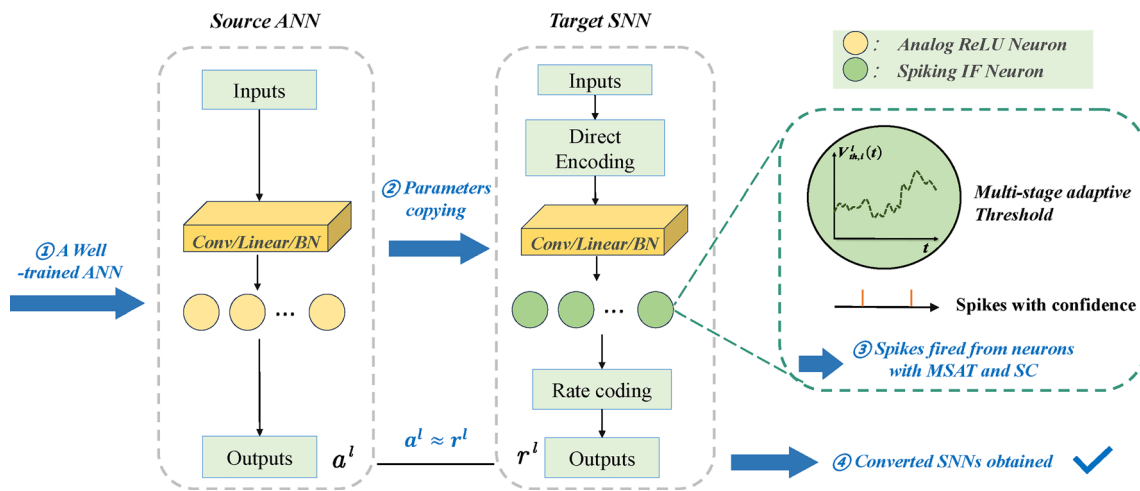 Source ANN
Target SNN
: Analog ReLU Neuron
: Spiking IF Neuron
Inputs
Inputs
Direct
Encoding
② Parameters
copying
Conv/Linear/BN
Conv/Linear/BN
① A Well
-trained ANN
...
...
V^l_{th,i}(t)
t
Multi-stage adaptive
Threshold
Spikes with confidence
③ Spikes fired from neurons
with MSAT and SC
Rate coding
Outputs
a^l
a^l ≈ r^l
r^l
Outputs
④ Converted SNNs obtained